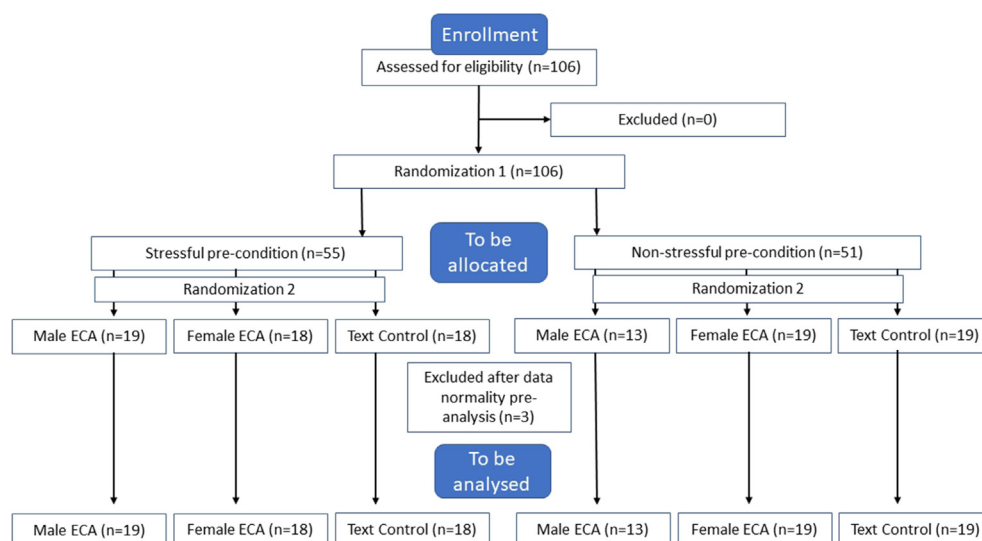 Enrollment
Assessed for eligibility (n=106)
Excluded (n=0)
Randomization 1 (n=106)
To be
allocated
Stressful pre-condition (n=55)
Non-stressful pre-condition (n=51)
Randomization 2
Randomization 2
Male ECA (n=19)
Female ECA (n=18)
Text Control (n=18)
Male ECA (n=13)
Female ECA (n=19)
Text Control (n=19)
Excluded after data
normality pre-
analysis (n=3)
To be
analysed
Male ECA (n=19)
Female ECA (n=18)
Text Control (n=18)
Male ECA (n=13)
Female ECA (n=19)
Text Control (n=19)